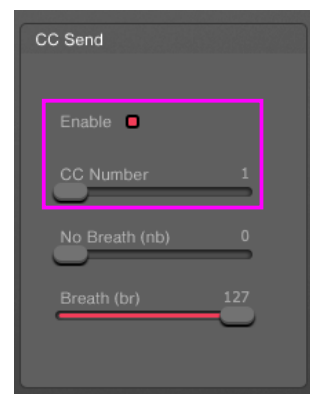 CC Send
Enable
CC Number 1
No Breath (nb) 0
Breath (br) 127